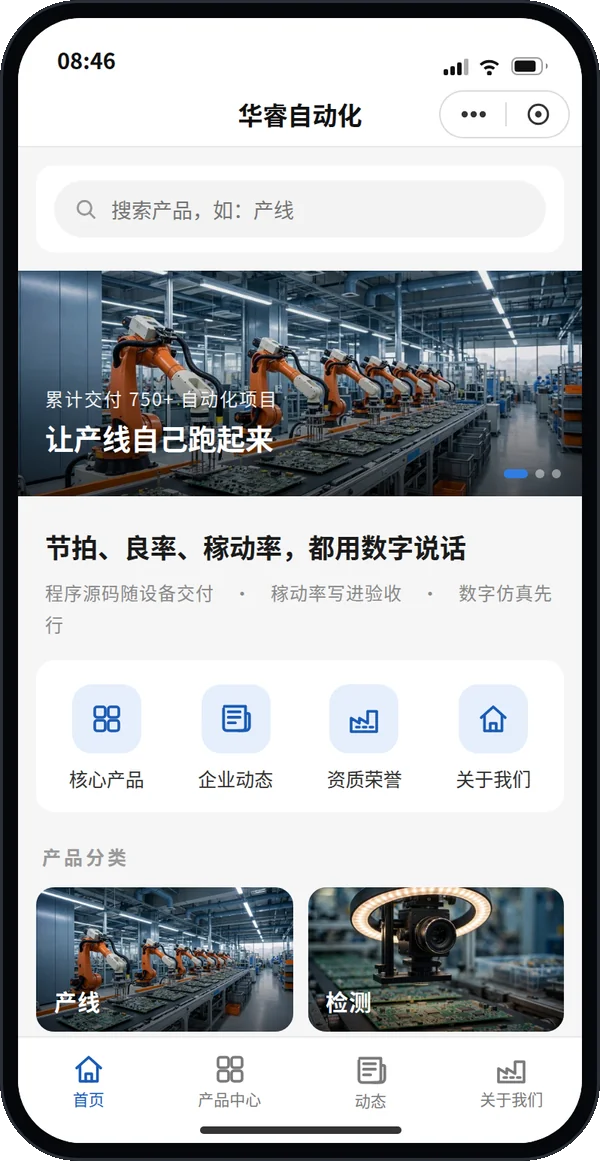 08:46
华睿自动化
搜索产品，如：产线
累计交付 750+ 自动化项目
让产线自己跑起来
节拍、良率、稼动率，都用数字说话
程序源码随设备交付 • 稼动率写进验收 • 数字仿真先
行
核心产品 企业动态 资质荣誉 关于我们
产品分类
产线 检测
首页 产品中心 动态 关于我们